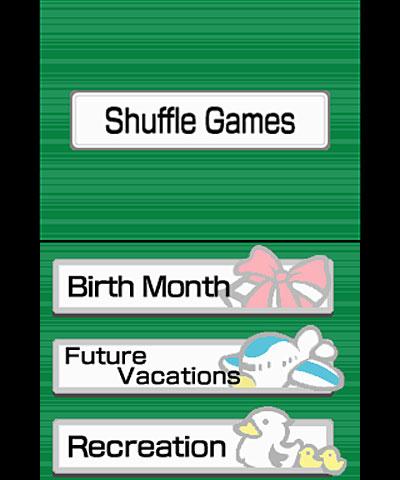 Shuffle Games
Birth Month
Future
Vacations
Recreation